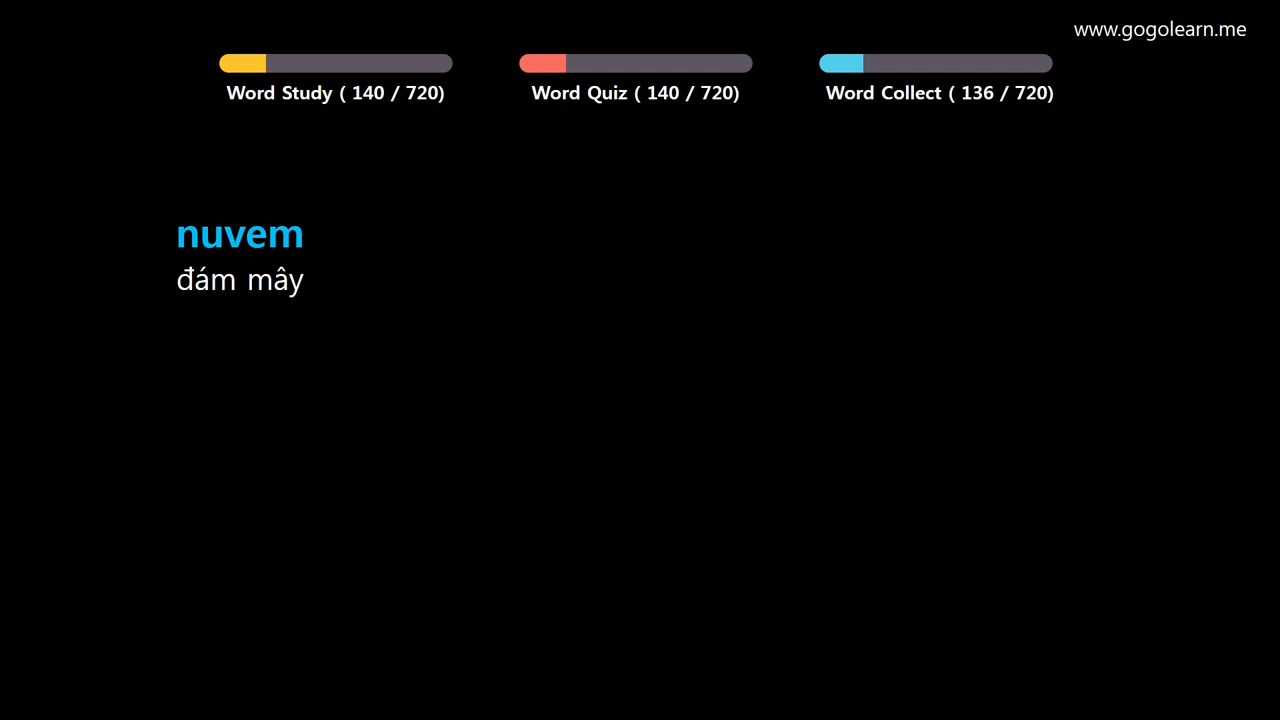 www.gogolearn.me
Word Study ( 140 / 720)
Word Quiz ( 140 / 720)
Word Collect ( 136 / 720)
nuvem
đám mây